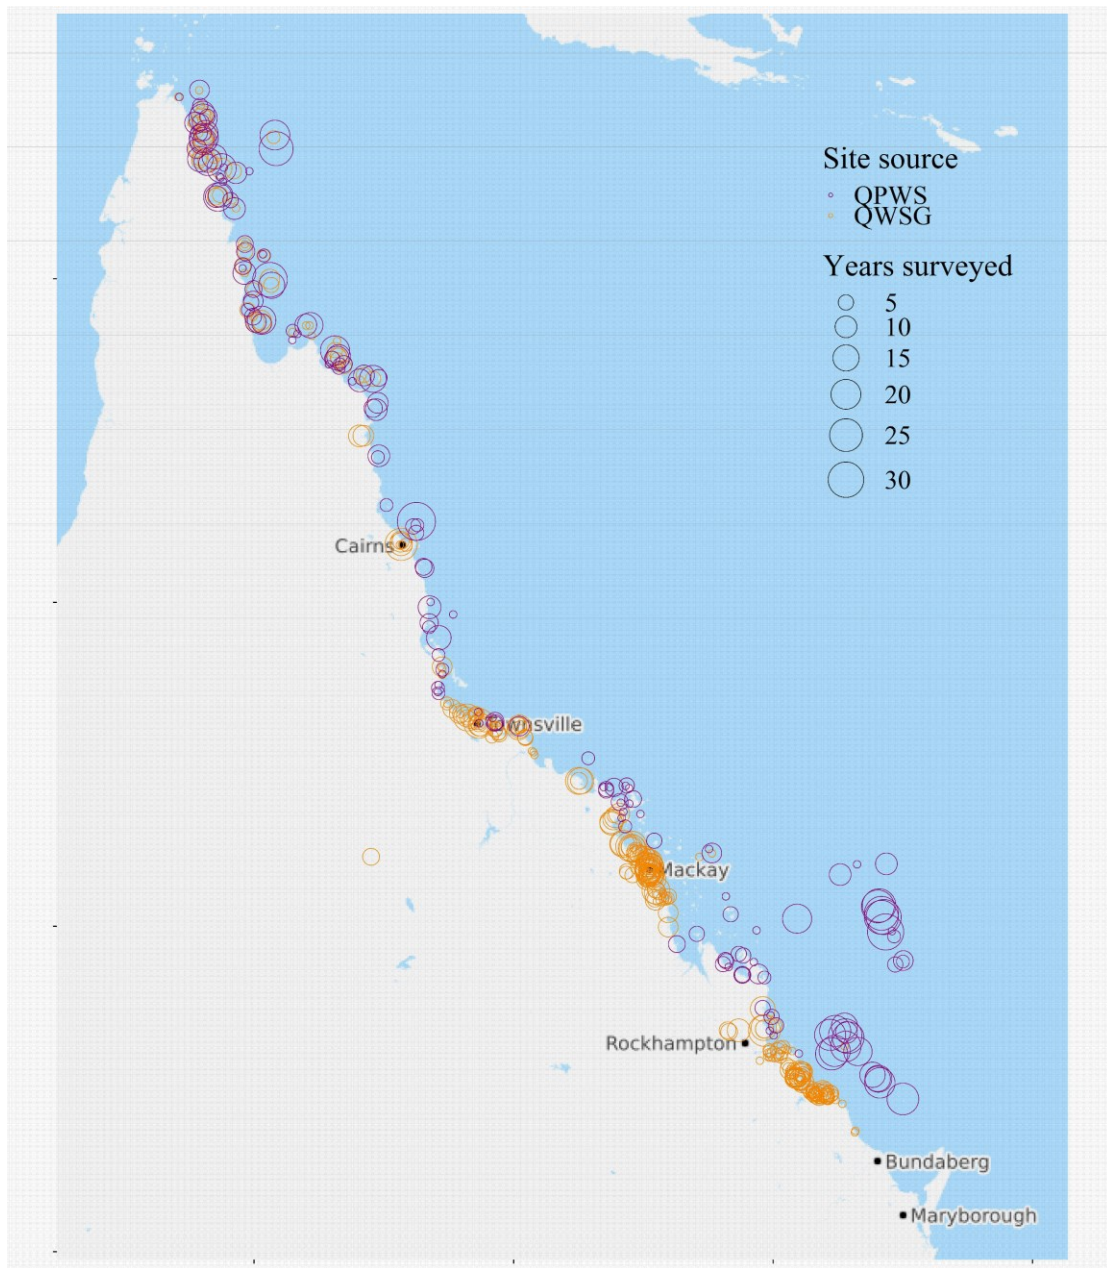 Site source
QPWS
QWSG
Years surveyed
5
10
15
20
25
30
Cairns
Townsville
Mackay
Rockhampton
Bundaberg
Maryborough